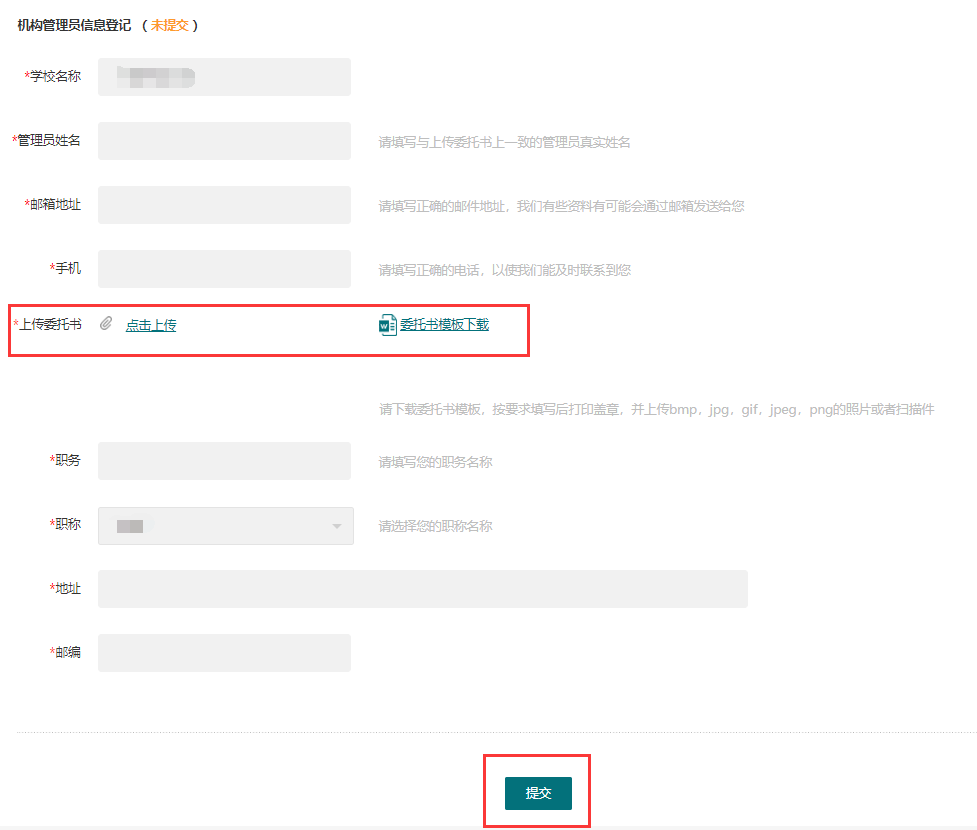 机构管理员信息登记 （未提交）
*学校名称
*管理员姓名 请填写与上传委托书上一致的管理员真实姓名
*邮箱地址 请填写正确的邮件地址，我们有些资料有可能会通过邮箱发送给您
*手机 请填写正确的电话，以使我们能及时联系到您
*上传委托书 点击上传 委托书模板下载
请下载委托书模板，按要求填写后打印盖章，并上传bmp，jpg，gif，jpeg，png的照片或者扫描件
*职务 请填写您的职务名称
*职称 请选择您的职称名称
*地址
*邮编
提交